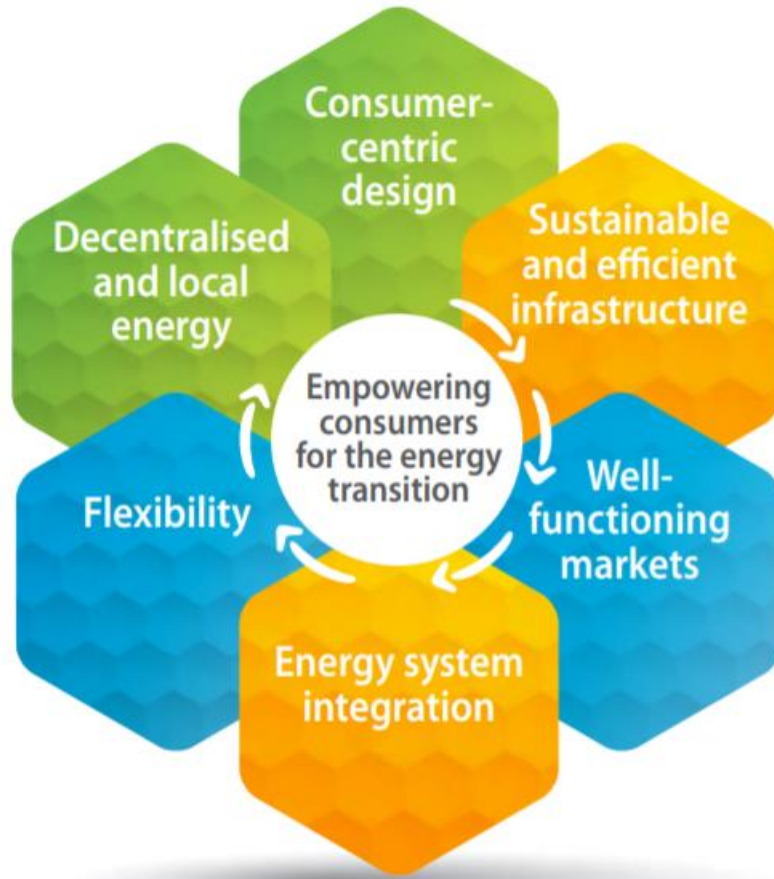 Consumer-
centric
design
Sustainable
and efficient
infrastructure
Well-
functioning
markets
Energy system
integration
Flexibility
Decentralised
and local
energy
Empowering
consumers
for the energy
transition